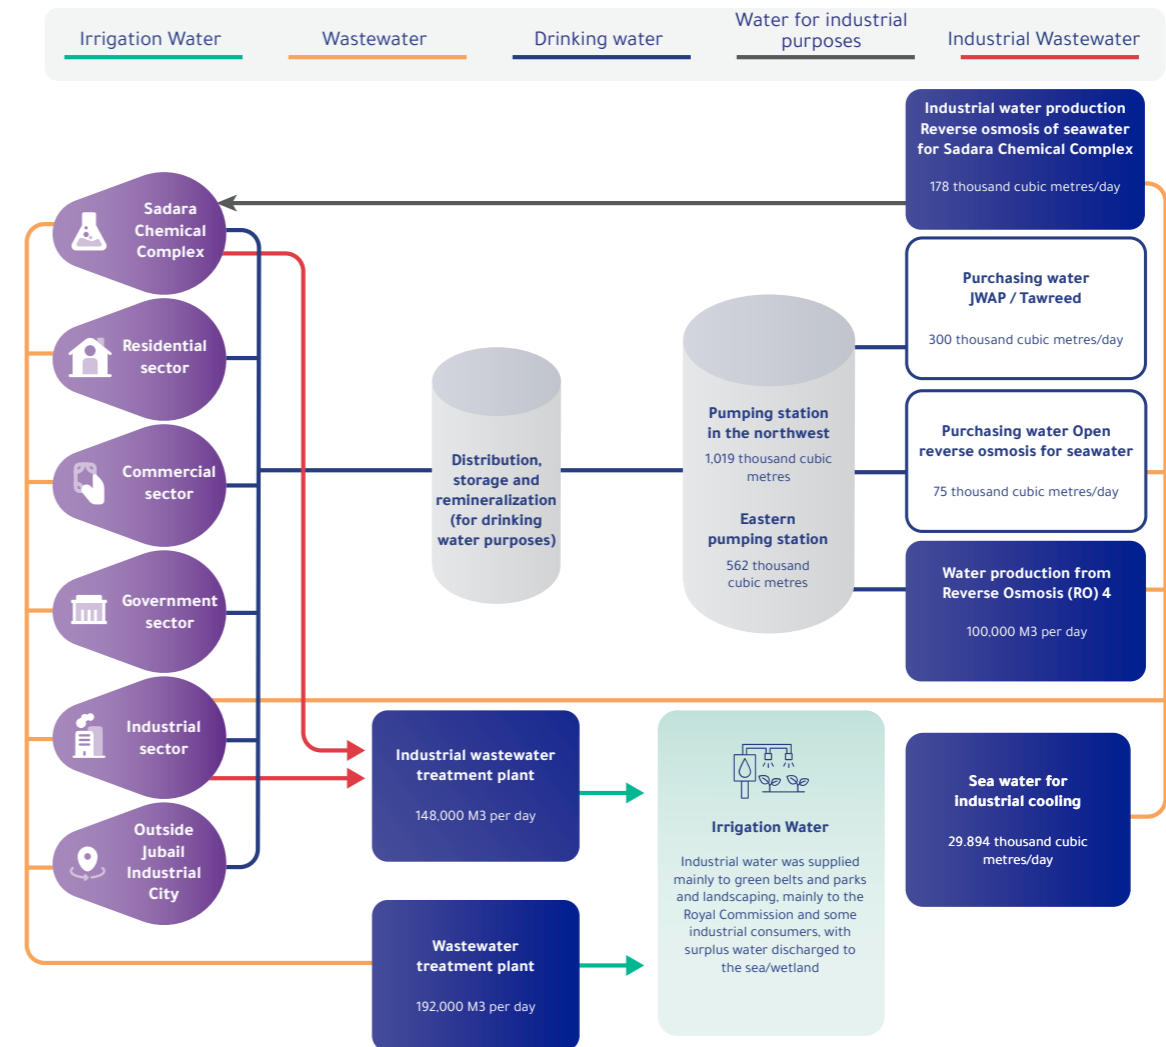 Irrigation Water
Wastewater
Drinking water
Water for industrial
purposes
Industrial Wastewater
Industrial water production
Reverse osmosis of seawater
for Sadara Chemical Complex
178 thousand cubic metres/day
Sadara
Chemical
Complex
Purchasing water
JWAP / Tawreed
300 thousand cubic metres/day
Residential
sector
Pumping station
in the northwest
1,019 thousand cubic
metres
Eastern
pumping station
562 thousand
cubic metres
Purchasing water Open
reverse osmosis for seawater
75 thousand cubic metres/day
Commercial
sector
Distribution,
storage and
remineralization
(for drinking
water purposes)
Water production from
Reverse Osmosis (RO) 4
100,000 M3 per day
Government
sector
Industrial
sector
Industrial wastewater
treatment plant
148,000 M3 per day
Irrigation Water
Industrial water was supplied
mainly to green belts and parks
and landscaping, mainly to the
Royal Commission and some
industrial consumers, with
surplus water discharged to
the sea/wetland
Sea water for
industrial cooling
29.894 thousand cubic
metres/day
Outside
Jubail
Industrial
City
Wastewater
treatment plant
192,000 M3 per day